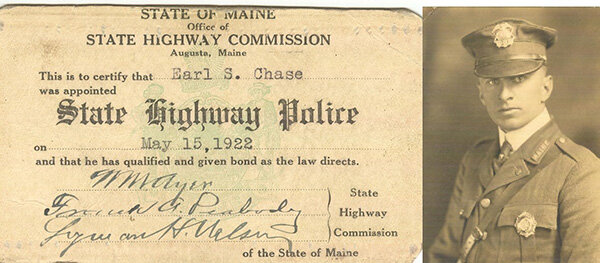 STATE OF MAINE
Office of
STATE HIGHWAY COMMISSION
Augusta, Maine
This is to certify that Earl S. Chase
was appointed
State Highway Police
on May 15, 1922
and that he has qualified and given bond as the law directs.
Wm Ayer
Frank A. Peabody
Lyman H. Nelson
State
Highway
Commission
of the State of Maine